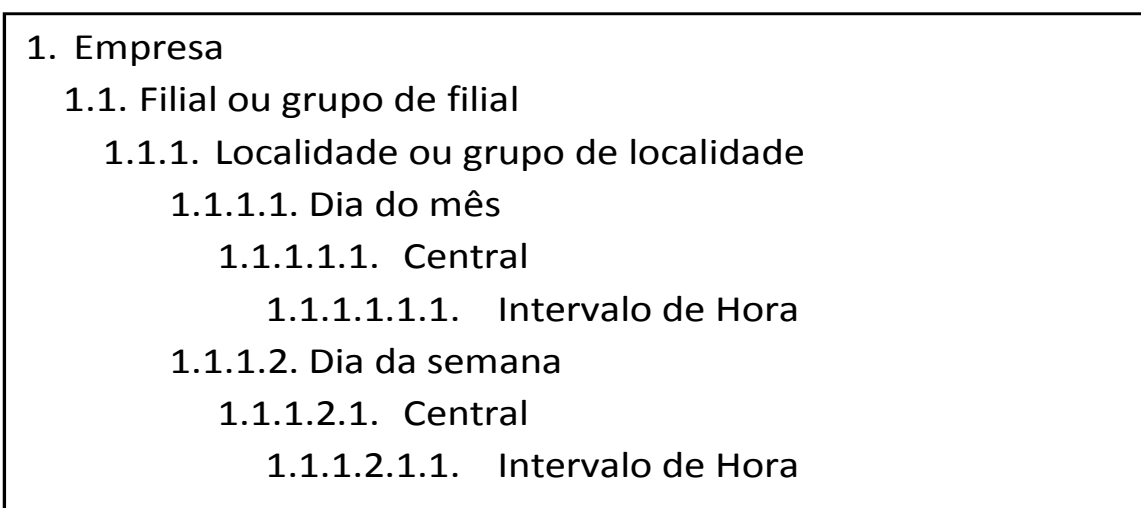 1. Empresa
1.1. Filial ou grupo de filial
1.1.1. Localidade ou grupo de localidade
1.1.1.1. Dia do mês
1.1.1.1.1. Central
1.1.1.1.1.1. Intervalo de Hora
1.1.1.2. Dia da semana
1.1.1.2.1. Central
1.1.1.2.1.1. Intervalo de Hora